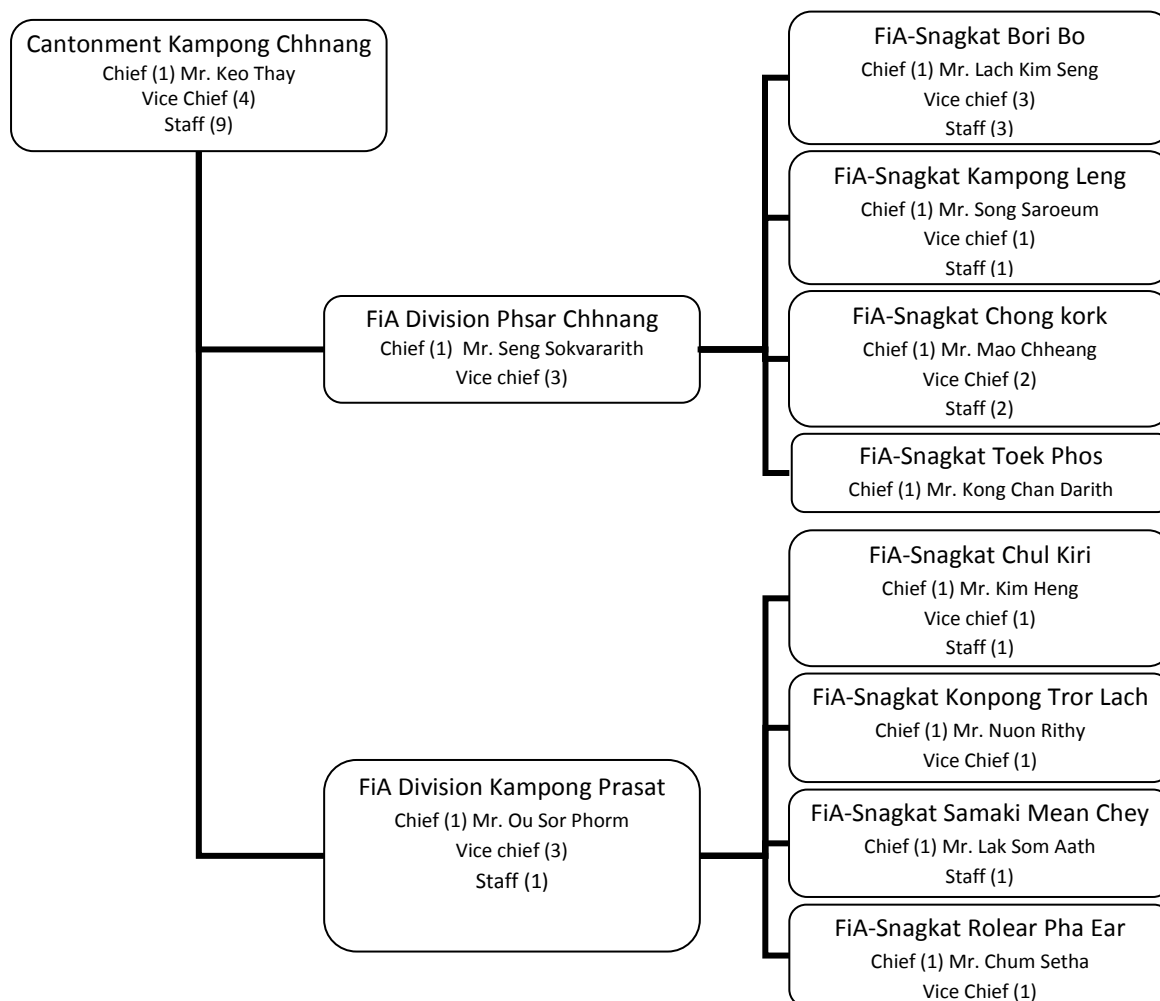 Cantonment Kampong Chhnang
Chief (1) Mr. Keo Thay
Vice Chief (4)
Staff (9)
FiA Division Phsar Chhnang
Chief (1) Mr. Seng Sokvararith
Vice chief (3)
FiA-Snagkat Bori Bo
Chief (1) Mr. Lach Kim Seng
Vice chief (3)
Staff (3)
FiA-Snagkat Kampong Leng
Chief (1) Mr. Song Saroeum
Vice chief (1)
Staff (1)
FiA-Snagkat Chong kork
Chief (1) Mr. Mao Chheang
Vice Chief (2)
Staff (2)
FiA-Snagkat Toek Phos
Chief (1) Mr. Kong Chan Darith
FiA Division Kampong Prasat
Chief (1) Mr. Ou Sor Phorm
Vice chief (3)
Staff (1)
FiA-Snagkat Chul Kiri
Chief (1) Mr. Kim Heng
Vice chief (1)
Staff (1)
FiA-Snagkat Konpong Tror Lach
Chief (1) Mr. Nuon Rithy
Vice Chief (1)
FiA-Snagkat Samaki Mean Chey
Chief (1) Mr. Lak Som Aath
Staff (1)
FiA-Snagkat Rolear Pha Ear
Chief (1) Mr. Chum Setha
Vice Chief (1)